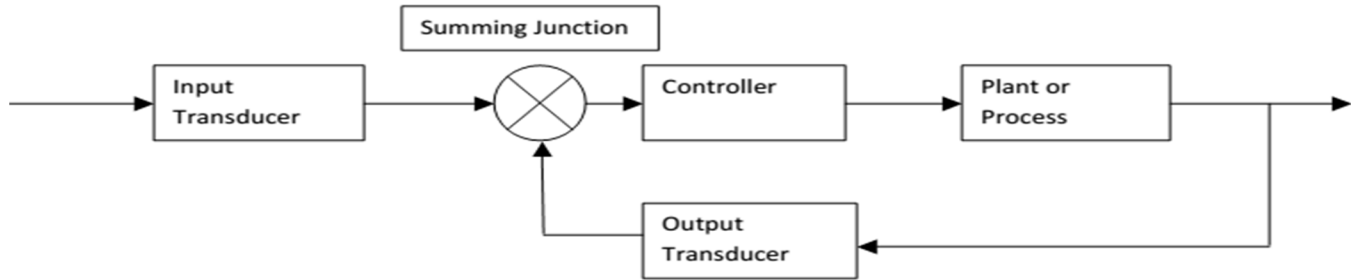 Summing Junction
Input
Transducer
Controller
Plant or
Process
Output
Transducer